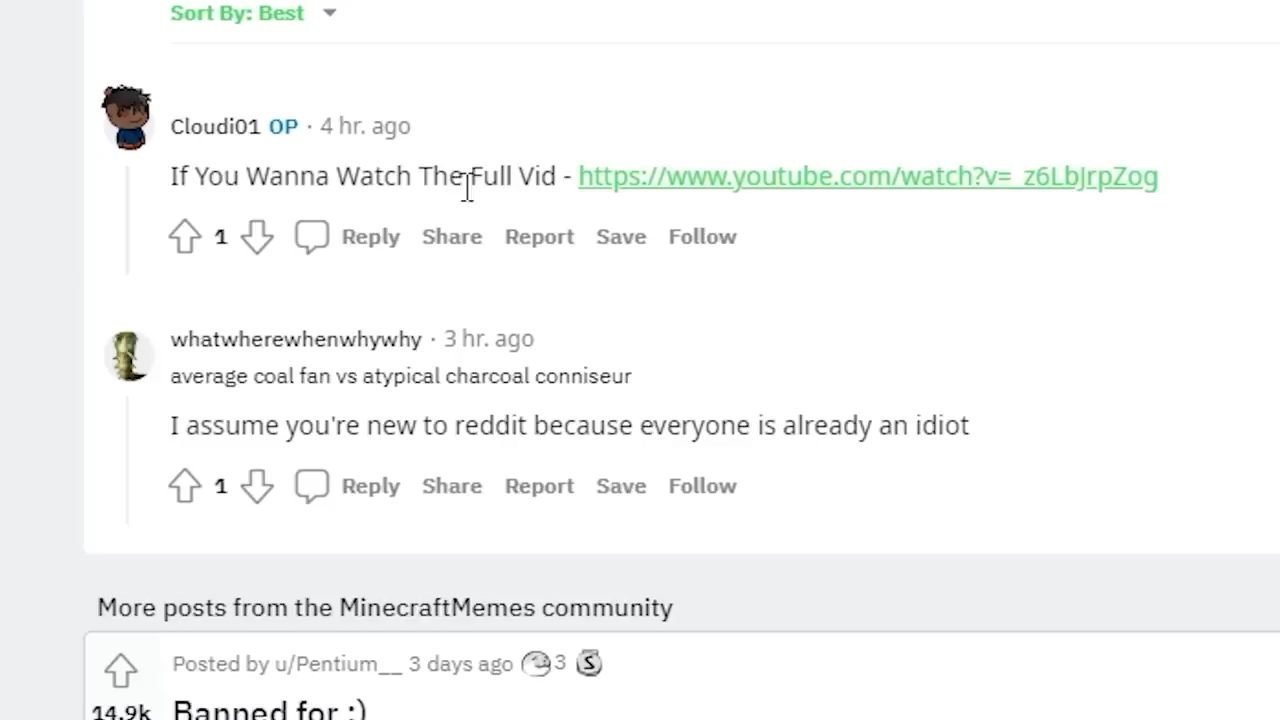 Sort By: Best
Cloudi01 OP · 4 hr. ago
If You Wanna Watch The Full Vid - https://www.youtube.com/watch?v=_z6LbJrpZog
1 Reply Share Report Save Follow
whatwherewhenwhywhy · 3 hr. ago
average coal fan vs atypical charcoal conniseur
I assume you're new to reddit because everyone is already an idiot
1 Reply Share Report Save Follow
More posts from the MinecraftMemes community
Posted by u/Pentium__ 3 days ago 3 S
14.9k Banned for :)